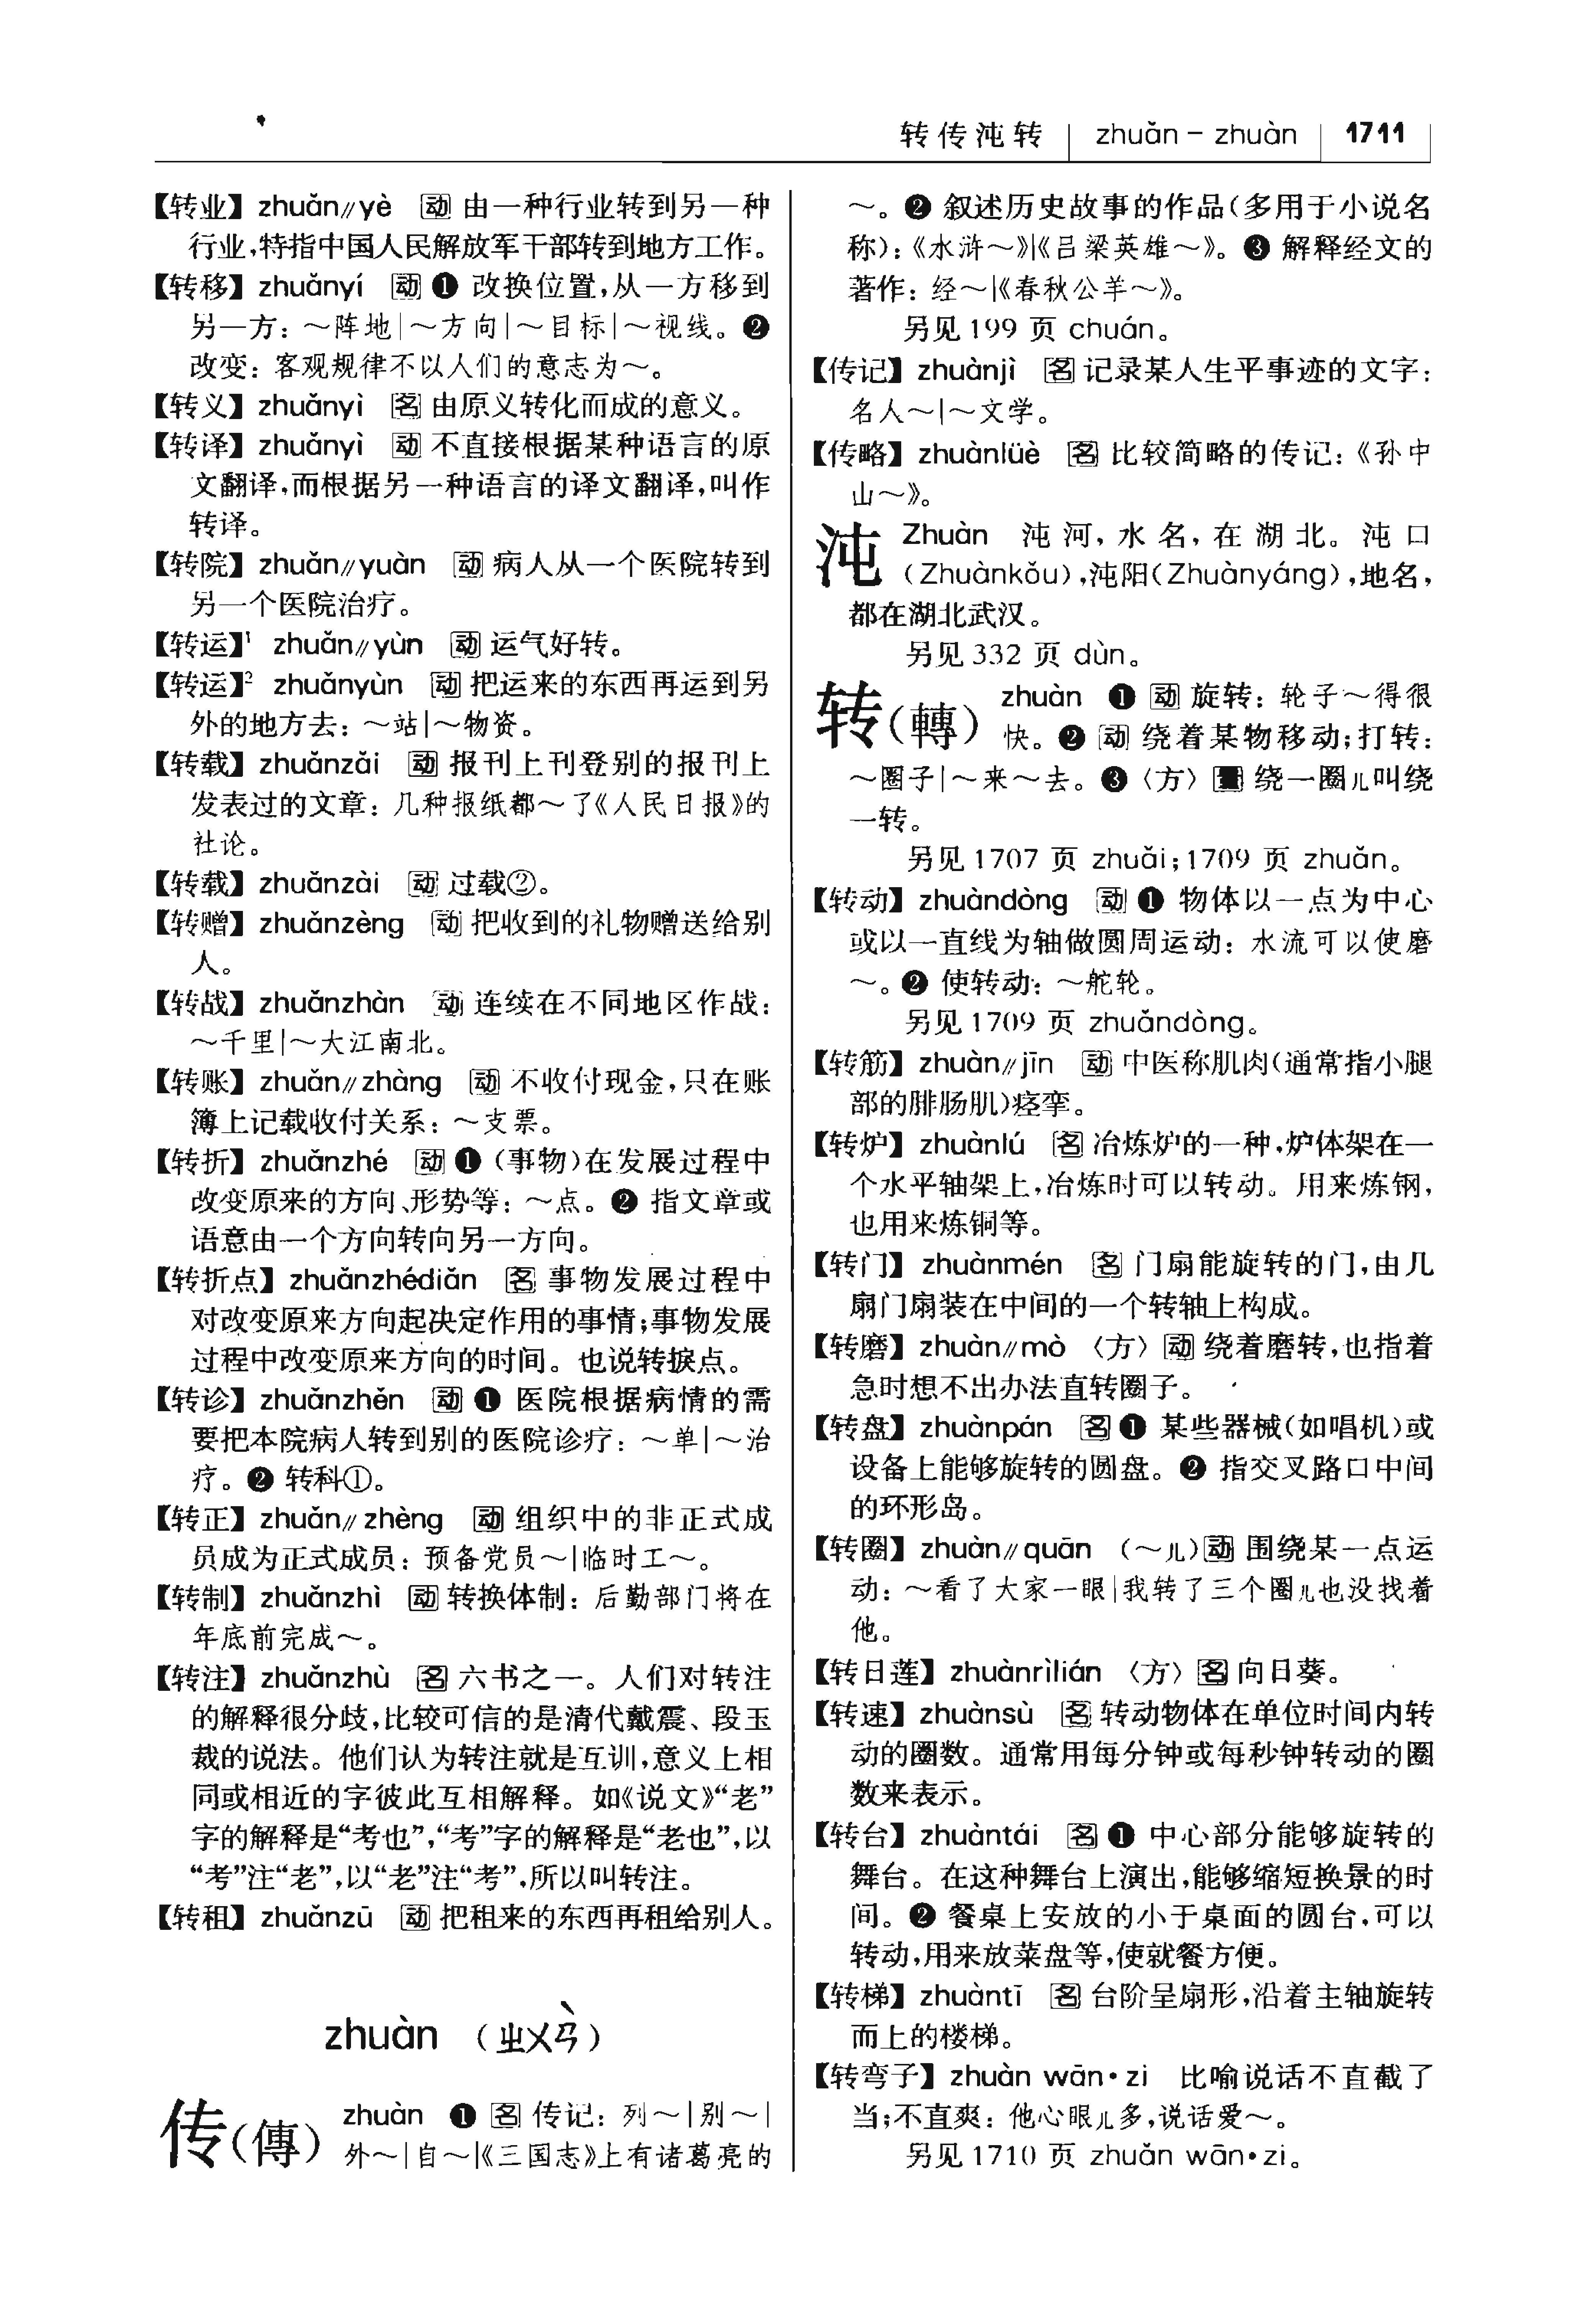 转传沌转 zhuǎn – zhuàn 1711
【转业】 zhuǎn∥yè 动 由一种行业转到另一种
行业,特指中国人民解放军干部转到地方工作。
【转移】 zhuǎnyí 动 ❶ 改换位置,从一方移到
另一方：～阵地|～方向|～目标|～视线。❷
改变：客观规律不以人们的意志为～。
【转义】 zhuǎnyì 名 由原义转化而成的意义。
【转译】 zhuǎnyì 动 不直接根据某种语言的原
文翻译,而根据另一种语言的译文翻译,叫作
转译。
【转院】 zhuǎn∥yuàn 动 病人从一个医院转到
另一个医院治疗。
【转运】¹ zhuǎn∥yùn 动 运气好转。
【转运】² zhuǎnyùn 动 把运来的东西再运到另
外的地方去：～站|～物资。
【转载】 zhuǎnzǎi 动 报刊上刊登别的报刊上
发表过的文章：几种报纸都～了《人民日报》的
社论。
【转载】 zhuǎnzài 动 过载②。
【转赠】 zhuǎnzèng 动 把收到的礼物赠送给别
人。
【转战】 zhuǎnzhàn 动 连续在不同地区作战：
～千里|～大江南北。
【转账】 zhuǎn∥zhàng 动 不收付现金,只在账
簿上记载收付关系：～支票。
【转折】 zhuǎnzhé 动 ❶ (事物)在发展过程中
改变原来的方向、形势等：～点。❷ 指文章或
语意由一个方向转向另一方向。
【转折点】 zhuǎnzhédiǎn 名 事物发展过程中
对改变原来方向起决定作用的事情;事物发展
过程中改变原来方向的时间。也说转捩点。
【转诊】 zhuǎnzhěn 动 ❶ 医院根据病情的需
要把本院病人转到别的医院诊疗：～单|～治
疗。❷ 转科①。
【转正】 zhuǎn∥zhèng 动 组织中的非正式成
员成为正式成员：预备党员～|临时工～。
【转制】 zhuǎnzhì 动 转换体制：后勤部门将在
年底前完成～。
【转注】 zhuǎnzhù 名 六书之一。人们对转注
的解释很分歧,比较可信的是清代戴震、段玉
裁的说法。他们认为转注就是互训,意义上相
同或相近的字彼此互相解释。如《说文》“老”
字的解释是“考也”,“考”字的解释是“老也”,以
“考”注“老”,以“老”注“考”,所以叫转注。
【转租】 zhuǎnzū 动 把租来的东西再租给别人。
zhuàn （ㄓㄨㄢˋ）
传(傳) zhuàn ❶ 名 传记：列～|别～|
外～|自～|《三国志》上有诸葛亮的
～。❷ 叙述历史故事的作品(多用于小说名
称)：《水浒～》|《吕梁英雄～》。❸ 解释经文的
著作：经～|《春秋公羊～》。
另见 199 页 chuán。
【传记】 zhuànjì 名 记录某人生平事迹的文字：
名人～|～文学。
【传略】 zhuànlüè 名 比较简略的传记：《孙中
山～》。
沌 Zhuàn 沌河,水名,在湖北。沌口
(Zhuànkǒu),沌阳(Zhuànyáng),地名,
都在湖北武汉。
另见 332 页 dùn。
转(轉) zhuàn ❶ 动 旋转：轮子～得很
快。❷ 动 绕着某物移动;打转：
～圈子|～来～去。❸〈方〉量 绕一圈儿叫绕
一转。
另见 1707 页 zhuǎi;1709 页 zhuǎn。
【转动】 zhuàndòng 动 ❶ 物体以一点为中心
或以一直线为轴做圆周运动：水流可以使磨
～。❷ 使转动：～舵轮。
另见 1709 页 zhuǎndòng。
【转筋】 zhuàn∥jīn 动 中医称肌肉(通常指小腿
部的腓肠肌)痉挛。
【转炉】 zhuànlú 名 冶炼炉的一种,炉体架在一
个水平轴架上,冶炼时可以转动。用来炼钢,
也用来炼铜等。
【转门】 zhuànmén 名 门扇能旋转的门,由几
扇门扇装在中间的一个转轴上构成。
【转磨】 zhuàn∥mò 〈方〉动 绕着磨转,也指着
急时想不出办法直转圈子。
【转盘】 zhuànpán 名 ❶ 某些器械(如唱机)或
设备上能够旋转的圆盘。❷ 指交叉路口中间
的环形岛。
【转圈】 zhuàn∥quān (～儿)动 围绕某一点运
动：～看了大家一眼|我转了三个圈儿也没找着
他。
【转日莲】 zhuànrìlián 〈方〉名 向日葵。
【转速】 zhuànsù 名 转动物体在单位时间内转
动的圈数。通常用每分钟或每秒钟转动的圈
数来表示。
【转台】 zhuàntái 名 ❶ 中心部分能够旋转的
舞台。在这种舞台上演出,能够缩短换景的时
间。❷ 餐桌上安放的小于桌面的圆台,可以
转动,用来放菜盘等,使就餐方便。
【转梯】 zhuàntī 名 台阶呈扇形,沿着主轴旋转
而上的楼梯。
【转弯子】 zhuàn wān·zi 比喻说话不直截了
当;不直爽：他心眼儿多,说话爱～。
另见 1710 页 zhuǎn wān·zi。